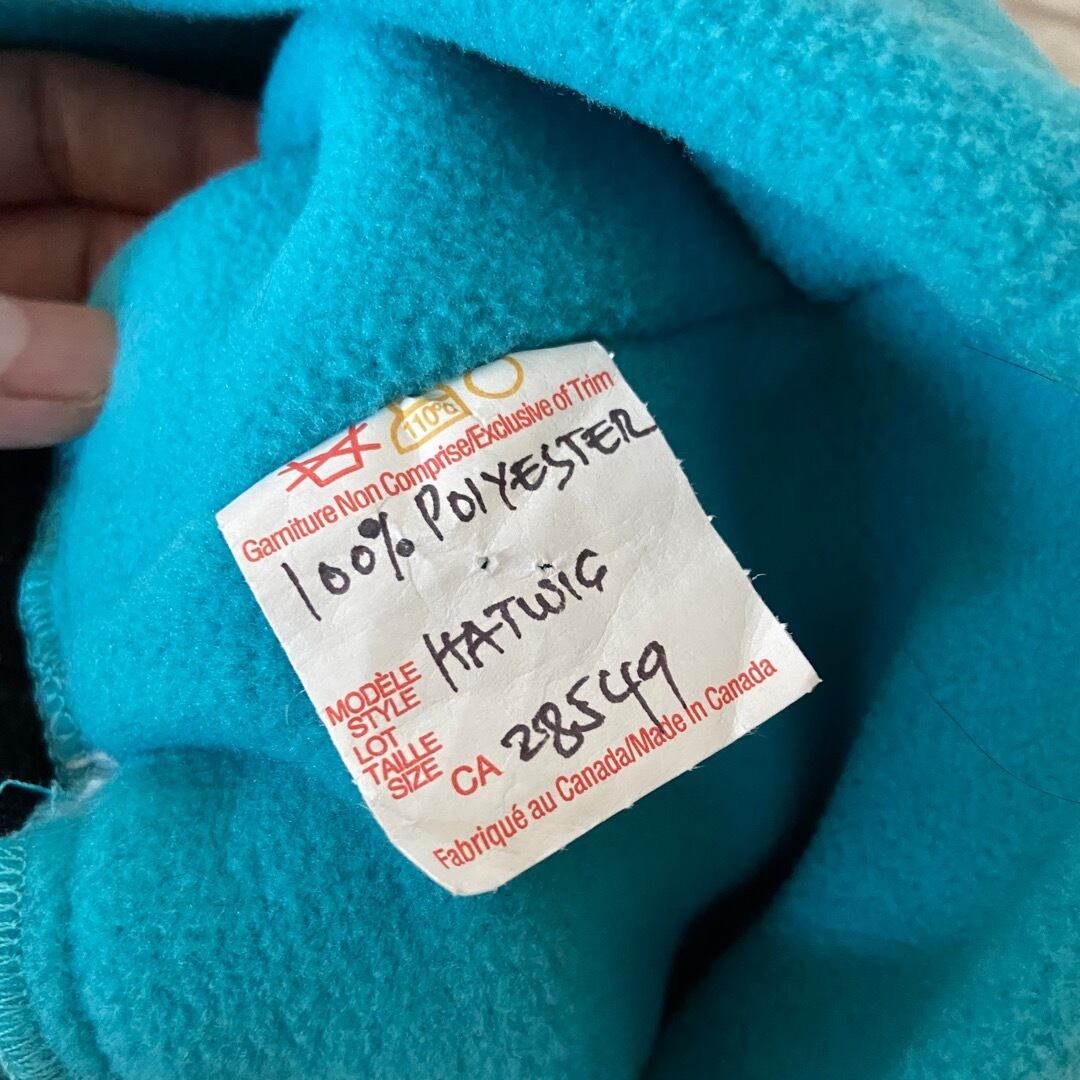 110°C
Garniture Non Comprise/Exclusive of Trim
100% POLYESTER
MODÈLE
STYLE HATWIG
LOT
TAILLE
SIZE CA 28549
Fabriqué au Canada/Made In Canada